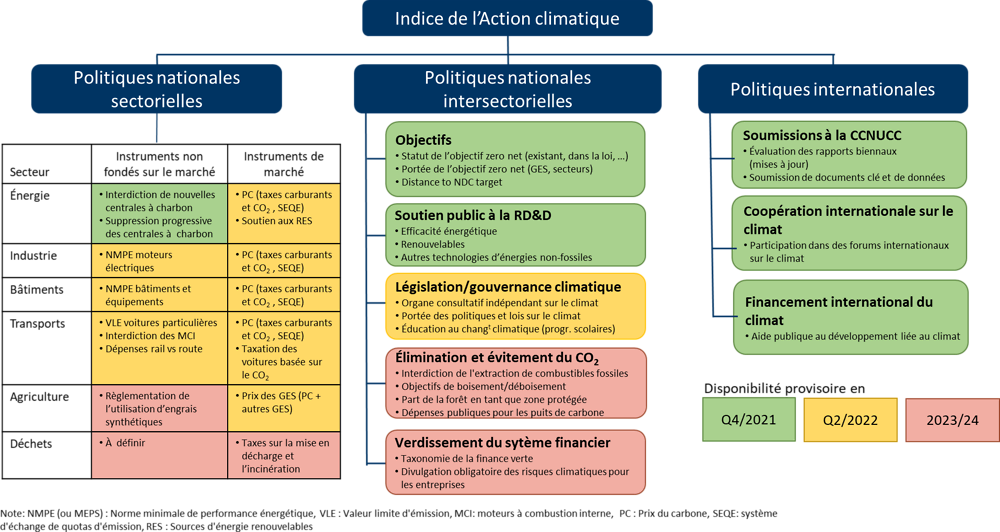 Indice de l'Action climatique
Politiques nationales
sectorielles
Secteur
Instruments non
fondés sur le marché
Instruments de
marché
Énergie
• Interdiction de nouvelles
centrales à charbon
• Suppression progressive
des centrales à charbon
• PC (taxes carburants
et CO2 , SEQE)
• Soutien aux RES
Industrie
• NMPE moteurs
électriques
• PC (taxes carburants
et CO2 , SEQE)
Bâtiments
• NMPE bâtiments et
équipements
• PC (taxes carburants
et CO2 , SEQE)
Transports
• VLE voitures particulières
• Interdiction des MCI
• Dépenses rail vs route
• PC (taxes carburants
et CO2 , SEQE)
• Taxation des
voitures basée sur
le CO2
Agriculture
• Règlementation de
l'utilisation d'engrais
synthétiques
• Prix des GES (PC +
autres GES)
Déchets
• À définir
• Taxes sur la mise en
décharge et
l'incinération
Politiques nationales
intersectorielles
Objectifs
• Statut de l'objectif zero net (existant, dans la loi, ...)
• Portée de l'objectif zero net (GES, secteurs)
• Distance to NDC target
Soutien public à la RD&D
• Efficacité énergétique
• Renouvelables
• Autres technologies d'énergies non-fossiles
Législation/gouvernance climatique
• Organe consultatif indépendant sur le climat
• Portée des politiques et lois sur le climat
• Éducation au changt climatique (progr. scolaires)
Élimination et évitement du CO2
• Interdiction de l'extraction de combustibles fossiles
• Objectifs de boisement/déboisement
• Part de la forêt en tant que zone protégée
• Dépenses publiques pour les puits de carbone
Verdissement du sytème financier
• Taxonomie de la finance verte
• Divulgation obligatoire des risques climatiques pour
les entreprises
Politiques internationales
Soumissions à la CCNUCC
• Évaluation des rapports biennaux
(mises à jour)
• Soumission de documents clé et de données
Coopération internationale sur le
climat
• Participation dans des forums internationaux
sur le climat
Financement international du
climat
• Aide publique au développement liée au climat
Disponibilité provisoire en
Q4/2021
Q2/2022
2023/24
Note: NMPE (ou MEPS) : Norme minimale de performance énergétique, VLE : Valeur limite d'émission, MCI: moteurs à combustion interne, PC : Prix du carbone, SEQE: système
d'échange de quotas d'émission, RES : Sources d'énergie renouvelables